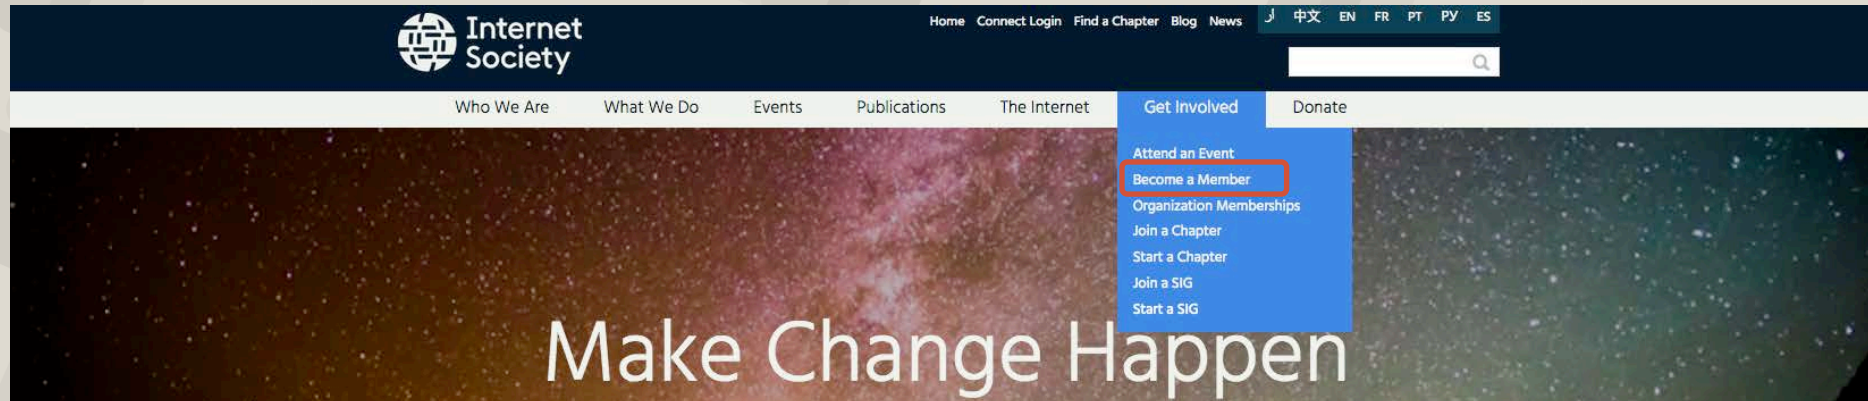 Internet
Society
Home Connect Login Find a Chapter Blog News ار 中文 EN FR PT РУ ES
Who We Are What We Do Events Publications The Internet Get Involved Donate
Attend an Event
Become a Member
Organization Memberships
Join a Chapter
Start a Chapter
Join a SIG
Start a SIG
Make Change Happen